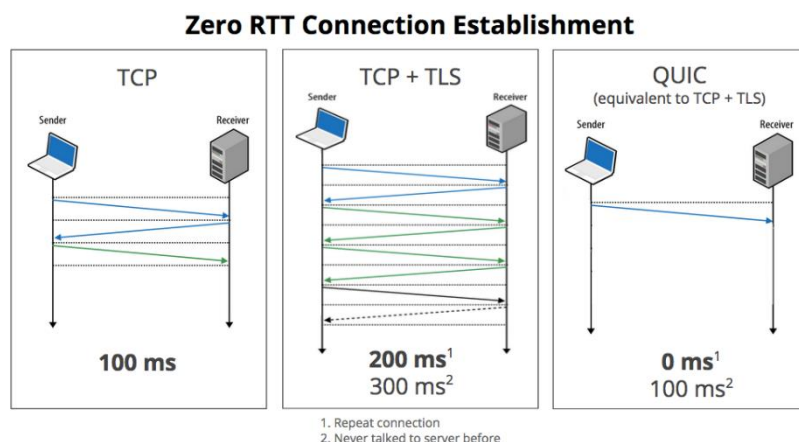 Zero RTT Connection Establishment
TCP
Sender
Receiver
100 ms
TCP + TLS
Sender
Receiver
200 ms¹
300 ms²
QUIC
(equivalent to TCP + TLS)
Sender
Receiver
0 ms¹
100 ms²
1. Repeat connection
2. Never talked to server before